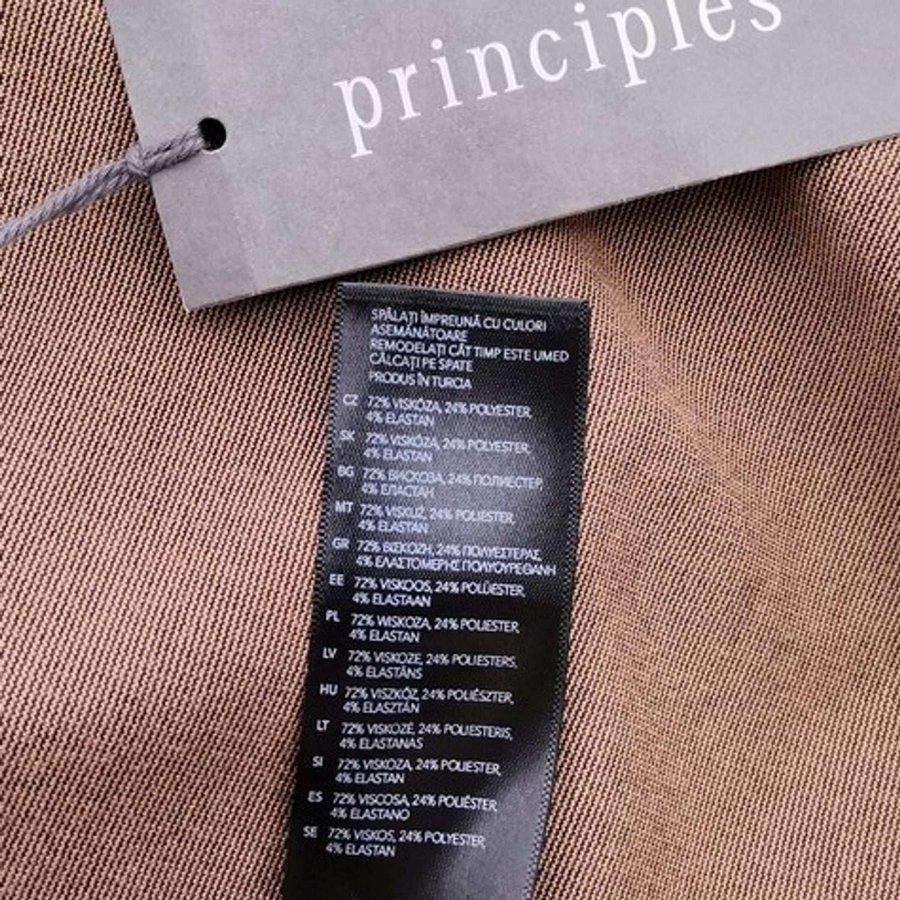 principles
SPĂLAȚI ÎMPREUNĂ CU CULORI
ASEMĂNĂTOARE
REMODELAȚI CÂT TIMP ESTE UMED
CĂLCAȚI PE SPATE
PRODUS ÎN TURCIA
CZ 72% VISKÓZA, 24% POLYESTER,
4% ELASTAN
SK 72% VISKÓZA, 24% POLYESTER,
4% ELASTAN
BG 72% ВИСКОЗА, 24% ПОЛИЕСТЕР,
4% ЕЛАСТАН
MT 72% VISKUŻ, 24% POLYESTER,
4% ELASTAN
GR 72% ΒΙΣΚΟΖΗ, 24% ΠΟΛΥΕΣΤΕΡΑΣ,
4% ΕΛΑΣΤΟΜΕΡΗΣ ΠΟΛΥΟΥΡΕΘΑΝΗ
EE 72% VISKOOS, 24% POLÜESTER,
4% ELASTAAN
PL 72% WISKOZA, 24% POLYESTER,
4% ELASTAN
LV 72% VISKOZE, 24% POLIESTERS,
4% ELASTĀNS
HU 72% VISZKÓZ, 24% POLIÉSZTER,
4% ELASZTÁN
LT 72% VISKOZĖ, 24% POLIESTERIS,
4% ELASTANAS
SI 72% VISKOZA, 24% POLYESTER,
4% ELASTAN
ES 72% VISCOSA, 24% POLIÉSTER,
4% ELASTANO
SE 72% VISKOS, 24% POLYESTER,
4% ELASTAN